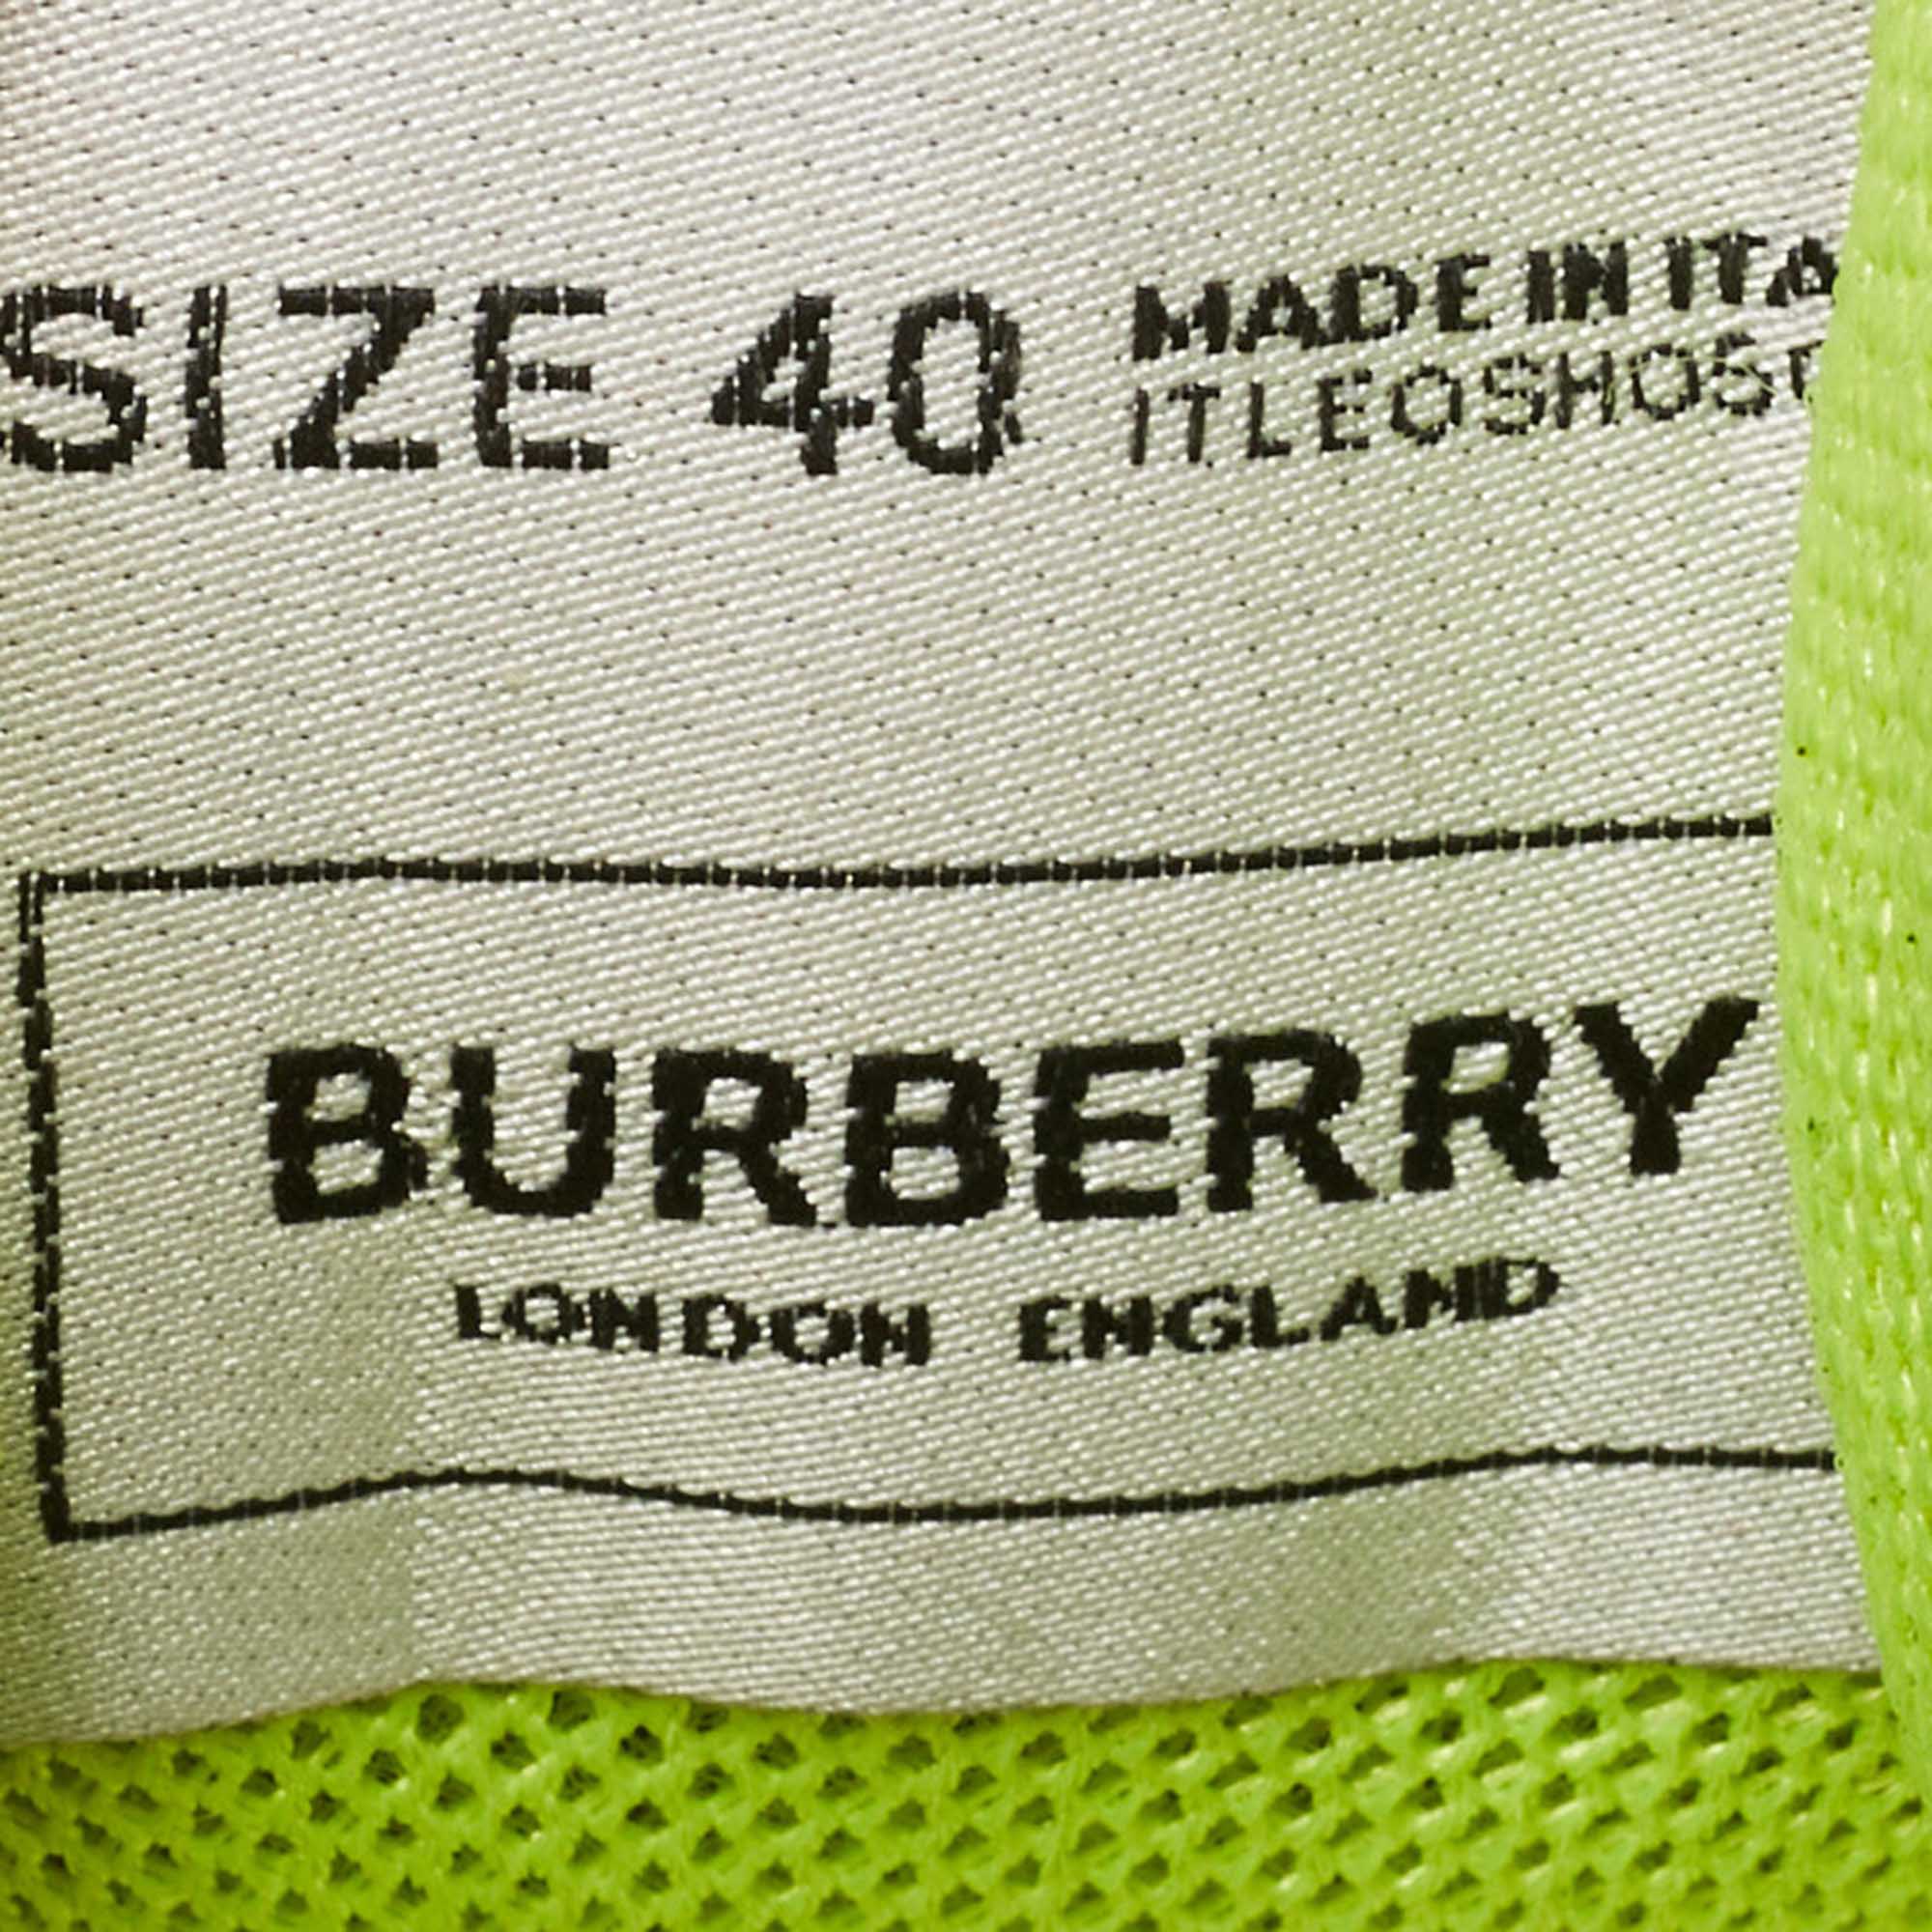 SIZE 40 MADE IN ITA
ITLEOSHOS
BURBERRY
LONDON ENGLAND